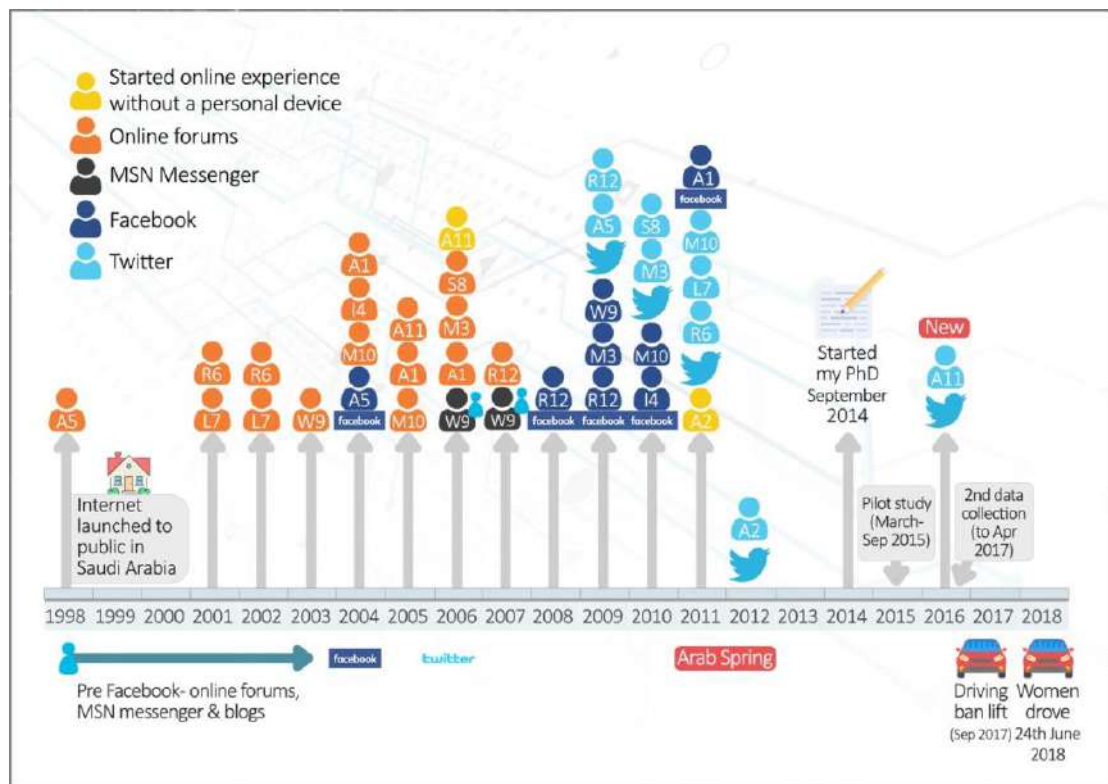 Started online experience
without a personal device
Online forums
MSN Messenger
Facebook
Twitter
A5
R6
L7
R6
L7
W9
A1
I4
M10
A5
facebook
A11
A1
M10
A11
S8
M3
A1
W9
R12
W9
R12
facebook
R12
A5
W9
M3
R12
facebook
S8
M3
M10
I4
facebook
A1
facebook
M10
L7
R6
A2
A2
Started
my PhD
September
2014
New
A11
Internet
launched to
public in
Saudi Arabia
Pilot study
(March-
Sep 2015)
2nd data
collection
(to Apr
2017)
1998 1999 2000 2001 2002 2003 2004 2005 2006 2007 2008 2009 2010 2011 2012 2013 2014 2015 2016 2017 2018
facebook
twitter
Arab Spring
Pre Facebook- online forums,
MSN messenger & blogs
Driving
ban lift
(Sep 2017)
Women
drove
24th June
2018